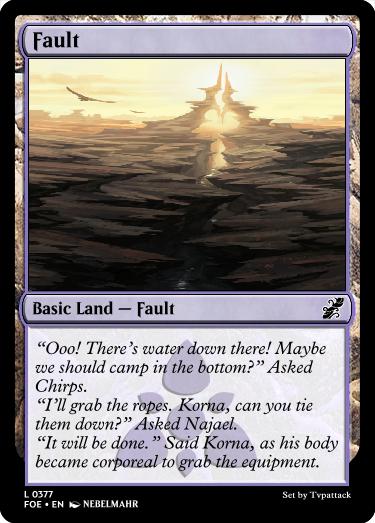 Fault
Basic Land — Fault
“Ooo! There’s water down there! Maybe
we should camp in the bottom?” Asked
Chirps.
“I’ll grab the ropes. Korna, can you tie
them down?” Asked Najael.
“It will be done.” Said Korna, as his body
became corporeal to grab the equipment.
L 0377
FOE • EN NEBELMAHR
Set by Tvpattack